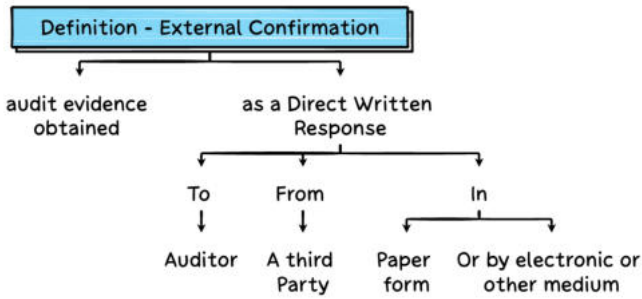 Definition - External Confirmation
audit evidence
obtained
as a Direct Written
Response
To
From
In
Auditor
A third
Party
Paper
form
Or by electronic or
other medium